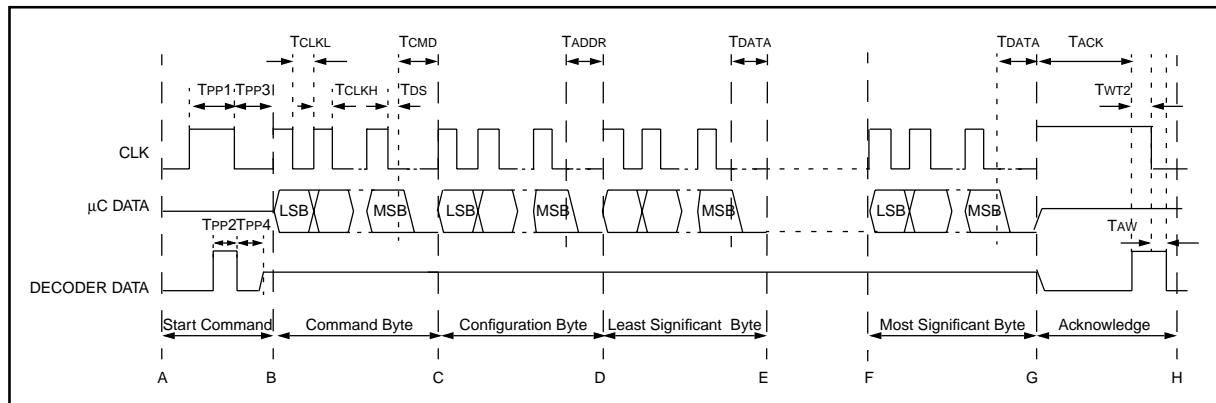 TCLKL TCMD TADDR TDATA TDATA TACK
TPP1 TPP3 TCLKH TDS TWT2
CLK
µC DATA LSB MSB LSB MSB MSB LSB MSB
TPP2 TPP4 TAW
DECODER DATA
Start Command Command Byte Configuration Byte Least Significant Byte Most Significant Byte Acknowledge
A B C D E F G H